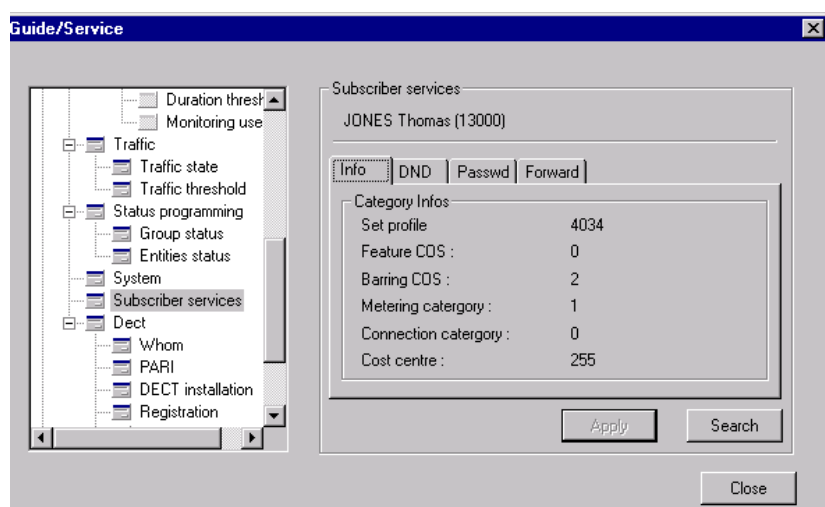 Guide/Service
Duration thresh
Monitoring use
Traffic
Traffic state
Traffic threshold
Status programming
Group status
Entities status
System
Subscriber services
Dect
Whom
PARI
DECT installation
Registration
Subscriber services
JONES Thomas (13000)
Info DND Passwd Forward
Category Infos
Set profile 4034
Feature COS : 0
Barring COS : 2
Metering catergory : 1
Connection catergory : 0
Cost centre : 255
Apply Search
Close